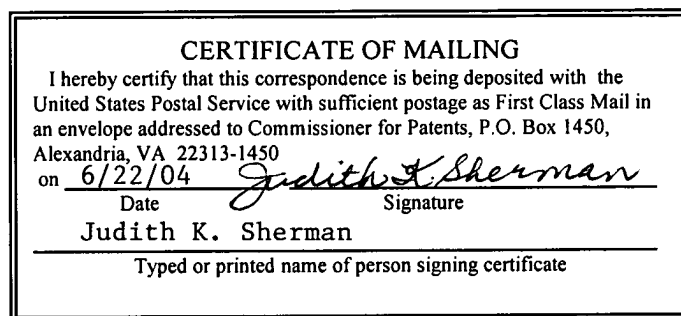 CERTIFICATE OF MAILING
I hereby certify that this correspondence is being deposited with the
United States Postal Service with sufficient postage as First Class Mail in
an envelope addressed to Commissioner for Patents, P.O. Box 1450,
Alexandria, VA 22313-1450
on 6/22/04 Judith K. Sherman
Date Signature
Judith K. Sherman
Typed or printed name of person signing certificate